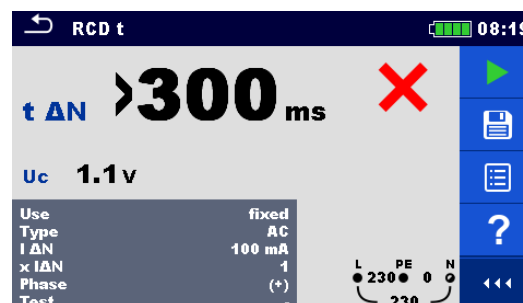 RCD t 08:19
t ΔN >300 ms
Uc 1.1 V
?
Use fixed
Type AC
I ΔN 100 mA
x IΔN 1
Phase (+)
Test -
L PE N
230 0
230